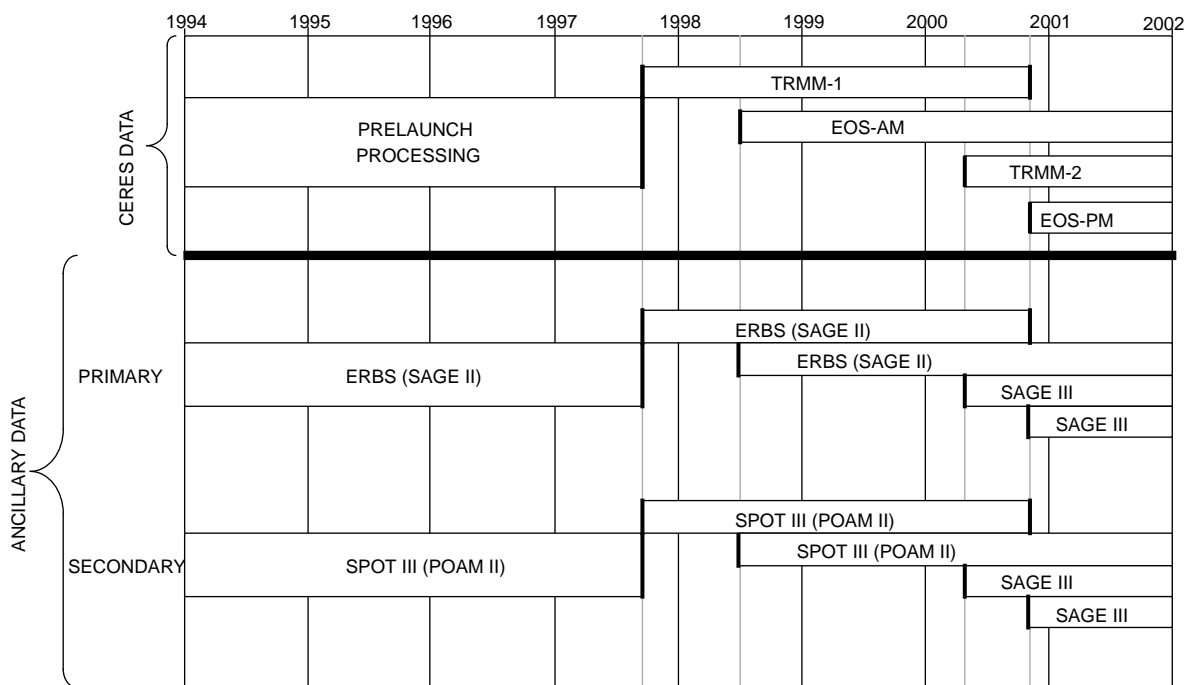 1994 1995 1996 1997 1998 1999 2000 2001 2002
CERES DATA
PRELAUNCH
PROCESSING
TRMM-1
EOS-AM
TRMM-2
EOS-PM
ANCILLARY DATA
PRIMARY
ERBS (SAGE II)
ERBS (SAGE II)
ERBS (SAGE II)
SAGE III
SAGE III
SECONDARY
SPOT III (POAM II)
SPOT III (POAM II)
SPOT III (POAM II)
SAGE III
SAGE III